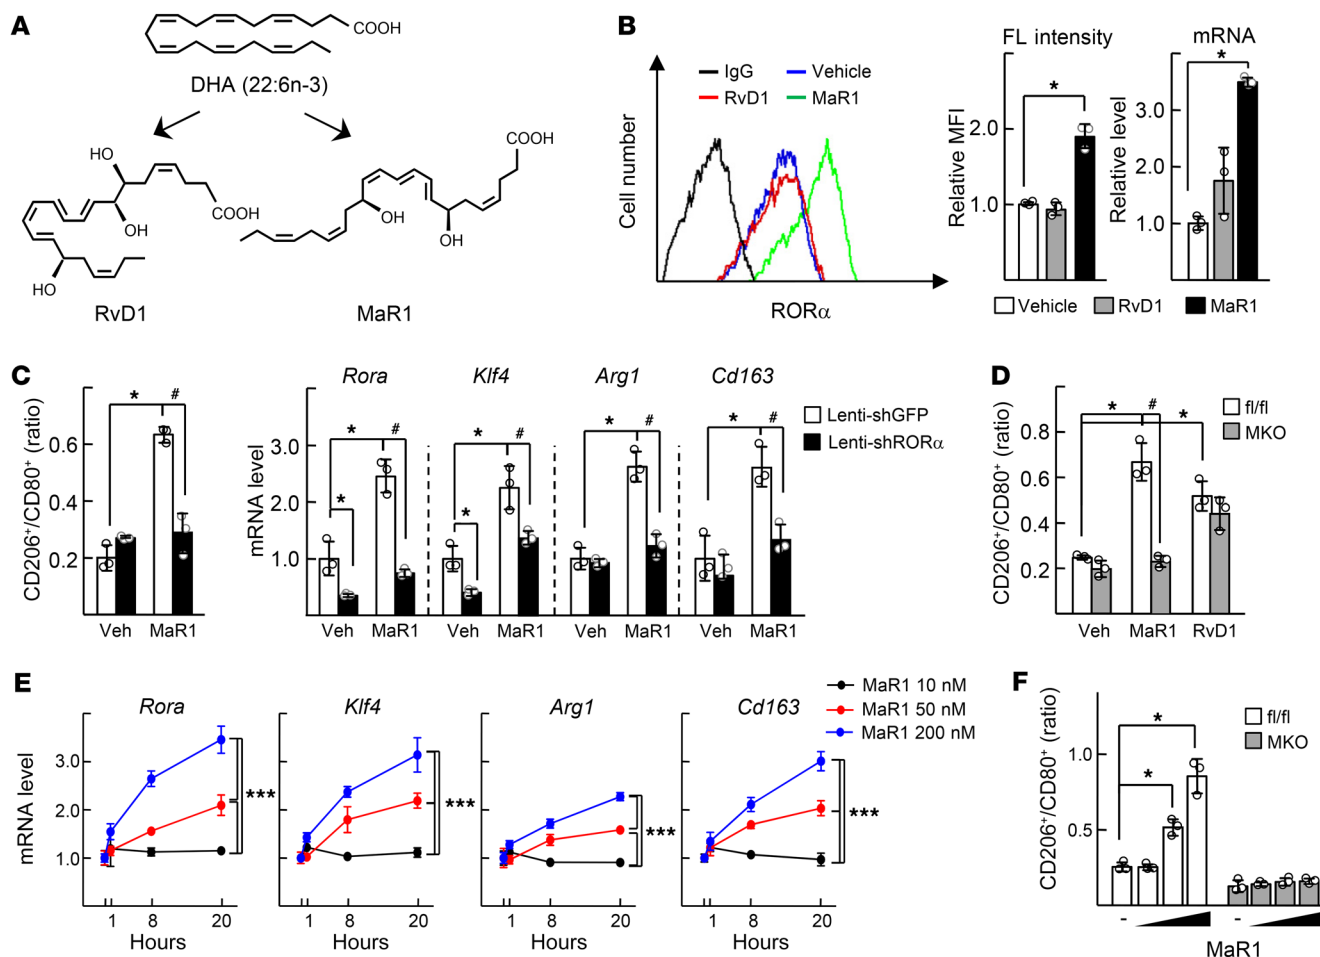 A
COOH
DHA (22:6n-3)
HO
COOH
OH
HO
RvD1
COOH
OH
OH
MaR1
B
IgG
Vehicle
RvD1
MaR1
Cell number
RORα
FL intensity
*
Relative MFI
2.0
1.0
mRNA
*
Relative level
3.0
2.0
1.0
Vehicle
RvD1
MaR1
C
CD206+/CD80+ (ratio)
0.6
0.4
0.2
* #
Veh MaR1
mRNA level
3.0
2.0
1.0
Rora Klf4 Arg1 Cd163
* # * # * # * #
* *
Veh MaR1 Veh MaR1 Veh MaR1 Veh MaR1
Lenti-shGFP
Lenti-shRORα
D
CD206+/CD80+ (ratio)
0.8
0.6
0.4
0.2
* # *
fl/fl
MKO
Veh MaR1 RvD1
E
mRNA level
3.0
2.0
1.0
Rora Klf4 Arg1 Cd163
*** *** *** ***
1 8 20 1 8 20 1 8 20 1 8 20
Hours Hours Hours Hours
MaR1 10 nM
MaR1 50 nM
MaR1 200 nM
F
CD206+/CD80+ (ratio)
1.0
0.5
*
*
fl/fl
MKO
- -
MaR1